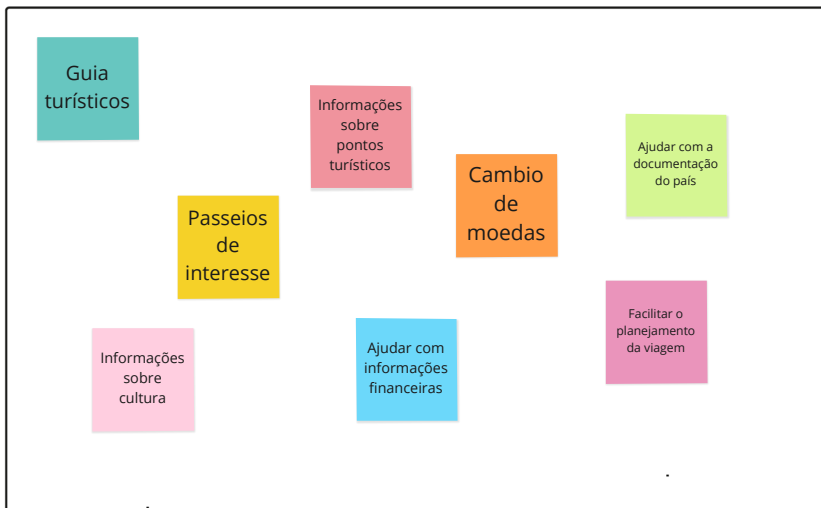 Guia
turísticos
Informações
sobre
pontos
turísticos
Ajudar com a
documentação
do país
Cambio
de
moedas
Passeios
de
interesse
Facilitar o
planejamento
da viagem
Informações
sobre
cultura
Ajudar com
informações
financeiras